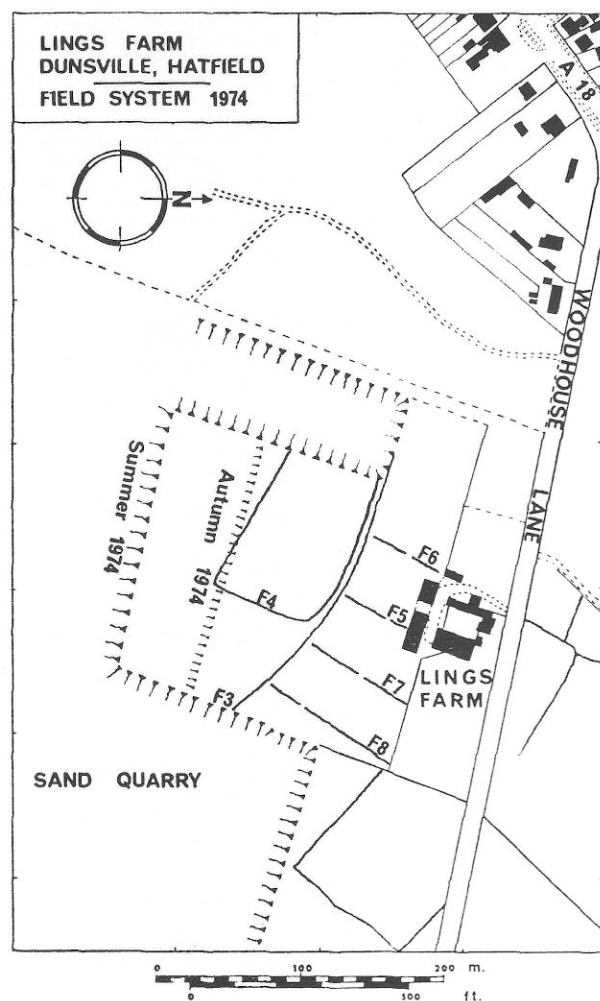 LINGS FARM
DUNSVILLE, HATFIELD
FIELD SYSTEM 1974
A 18
N
WOODHOUSE
LANE
Summer 1974
Autumn 1974
F6
F4
F5
F7
F3
F8
LINGS
FARM
SAND QUARRY
0 100 200 m.
0 500 ft.